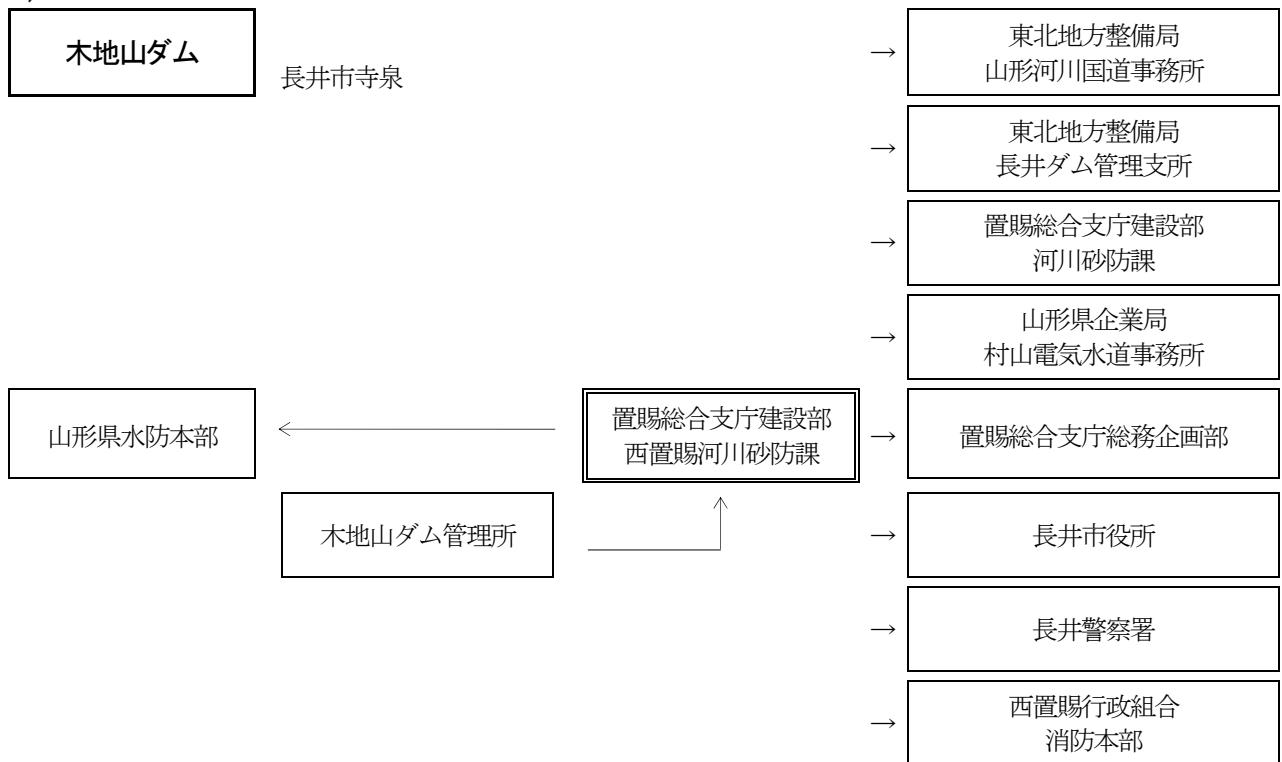 木地山ダム
長井市寺泉
→
東北地方整備局
山形河川国道事務所
→
東北地方整備局
長井ダム管理支所
→
置賜総合支庁建設部
河川砂防課
→
山形県企業局
村山電気水道事務所
山形県水防本部
置賜総合支庁建設部
西置賜河川砂防課
→
置賜総合支庁総務企画部
木地山ダム管理所
→
長井市役所
→
長井警察署
→
西置賜行政組合
消防本部